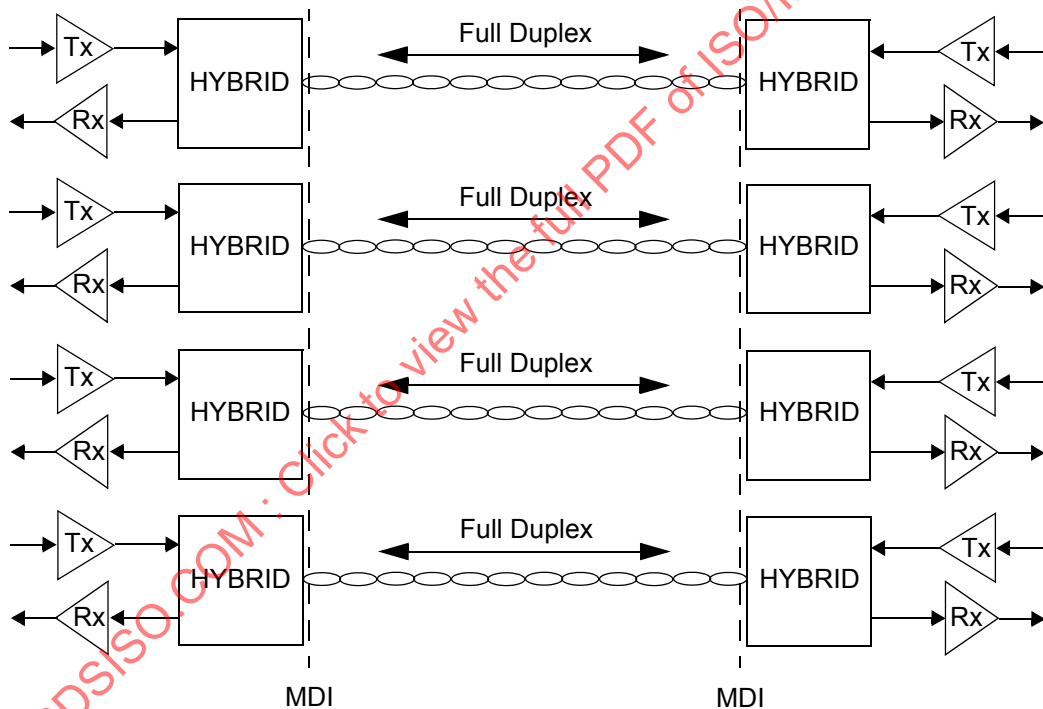 Full Duplex
Tx HYBRID HYBRID Tx
Rx Rx
Full Duplex
Tx HYBRID HYBRID Tx
Rx Rx
Full Duplex
Tx HYBRID HYBRID Tx
Rx Rx
Full Duplex
Tx HYBRID HYBRID Tx
Rx Rx
MDI MDI
DSISO.COM : Click to view the full PDF of ISO/